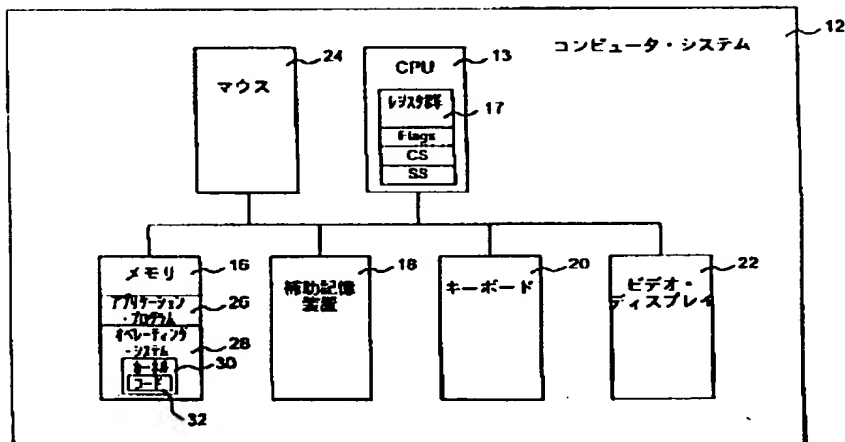 コンピュータ・システム
12
マウス
24
CPU
13
レジスタ群
17
Flags
CS
SS
メモリ
16
アプリケーション
・プログラム
26
オペレーティング
・システム
28
カーネル
30
コード
32
補助記憶
装置
18
キーボード
20
ビデオ・
ディスプレイ
22